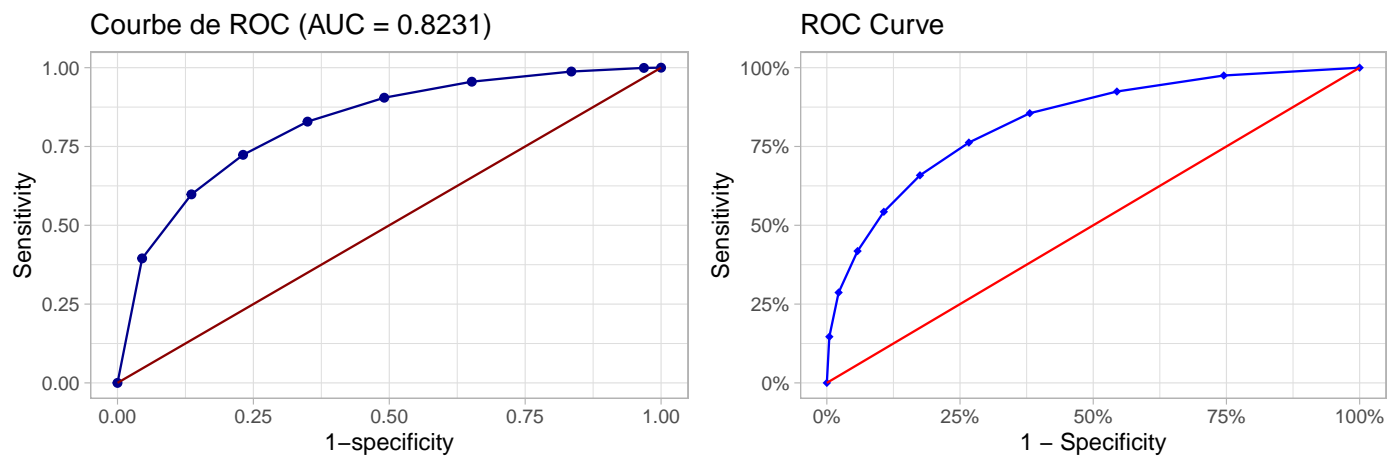 Courbe de ROC (AUC = 0.8231)
1.00
0.75
0.50
0.25
0.00
Sensitivity
0.00 0.25 0.50 0.75 1.00
1−specificity
ROC Curve
100%
75%
50%
25%
0%
Sensitivity
0% 25% 50% 75% 100%
1 − Specificity